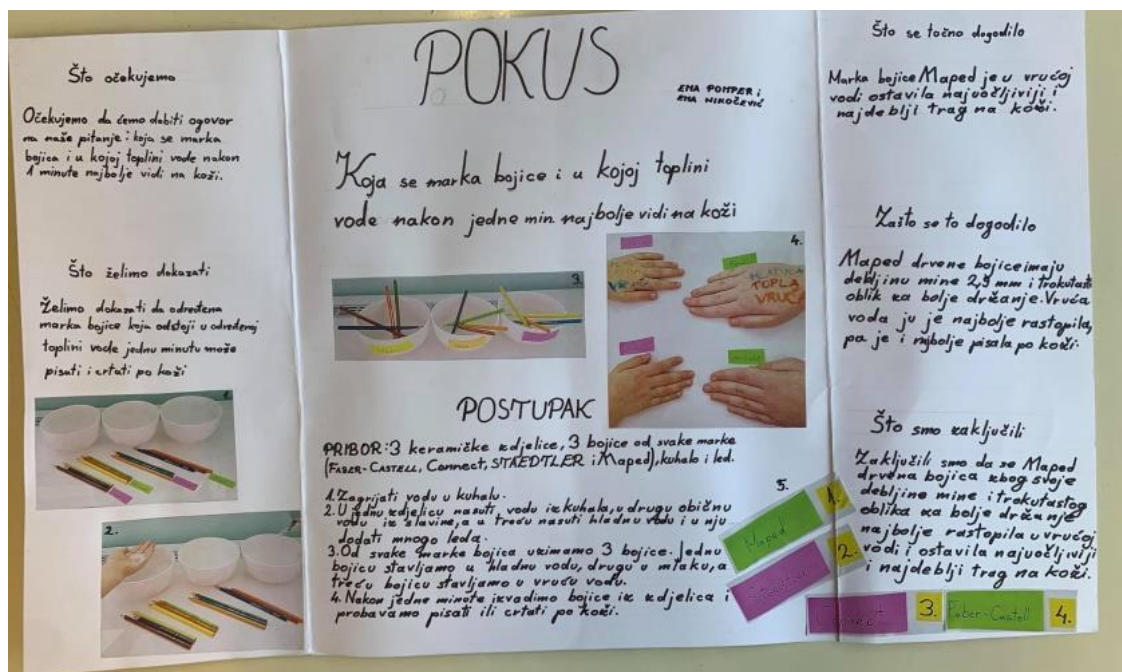 Što očekujemo
Očekujemo da ćemo dobiti ogovor
na naše pitanje: koja se marka
bojica i u kojoj toplini vode nakon
1 minute najbolje vidi na koži.
Što želimo dokazati
Želimo dokazati da određena
marka bojice koja odstoji u određenoj
toplini vode jednu minutu može
pisati i crtati po koži
1.
2.
POKUS
EMA POMPER i
EMA NIKOČEVIĆ
Koja se marka bojice i u kojoj toplini
vode nakon jedne min. najbolje vidi na koži
3.
4.
TOPLA
VRUĆA
POSTUPAK
PRIBOR: 3 keramičke zdjelice, 3 bojice od svake marke
(FABER-CASTELL, Connect, STAEDTLER i Maped), kuhalo i led.
1. Zagrijati vodu u kuhalu.
2. U jednu zdjelicu nasuti vodu iz kuhala, u drugu običnu
vodu iz slavine, a u treću nasuti hladnu vodu i u nju
dodati mnogo leda.
3. Od svake marke bojica uzimamo 3 bojice. Jednu
bojicu stavljamo u hladnu vodu, drugu u mlaku, a
treću bojicu stavljamo u vruću vodu.
4. Nakon jedne minute izvadimo bojice iz zdjelica i
probavamo pisati ili crtati po koži.
5.
Maped
1.
2.
Connect
3.
Faber-Castell
4.
Što se točno dogodilo
Marka bojice Maped je u vrućoj
vodi ostavila najuočljiviji i
najdeblji trag na koži.
Zašto se to dogodilo
Maped drvene bojice imaju
debljinu mine 2,9 mm i trokutasti
oblik za bolje držanje. Vruća
voda ju je najbolje rastopila,
pa je i najbolje pisala po koži.
Što smo zaključili
Zaključili smo da se Maped
drvena bojica zbog svoje
debljine mine i trokutastog
oblika za bolje držanje
najbolje rastopila u vrućoj
vodi i ostavila najuočljiviji
i najdeblji trag na koži.